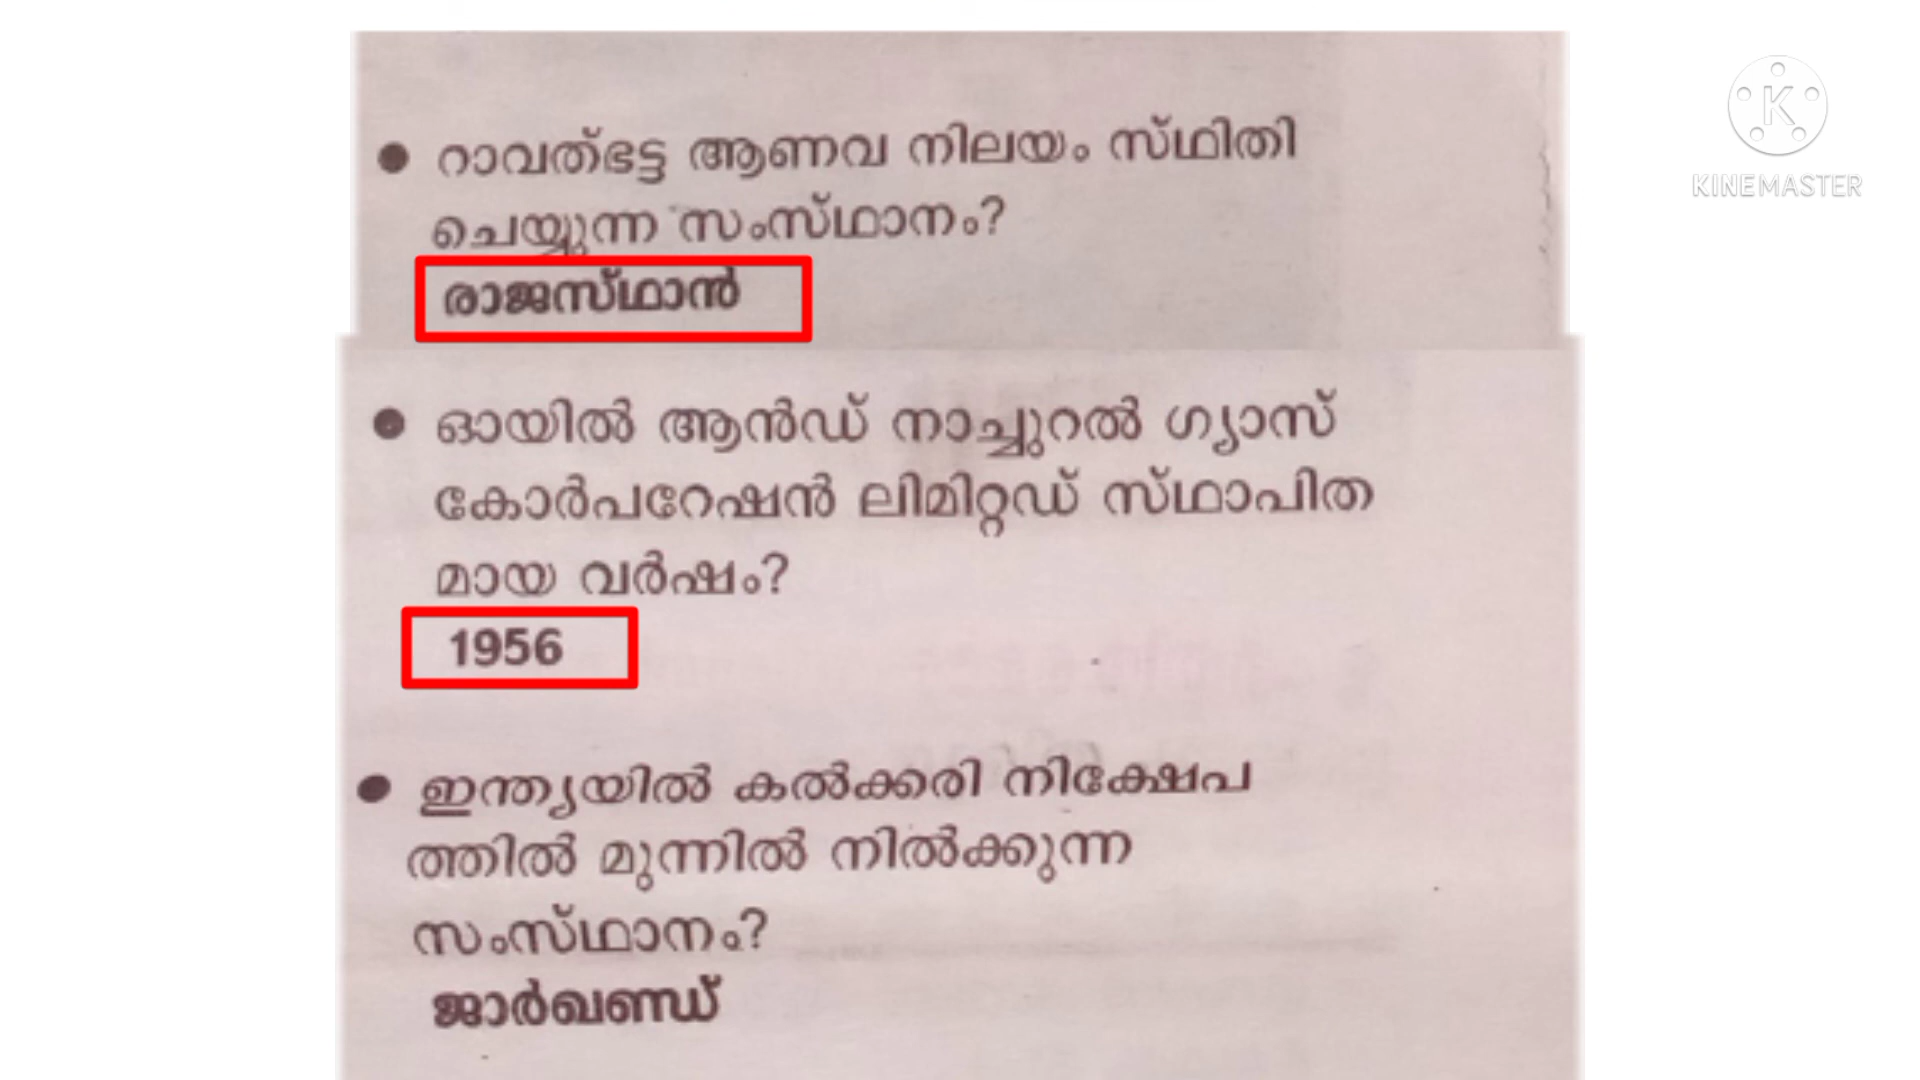 റാവത്ഭട്ട ആണവ നിലയം സ്ഥിതി
ചെയ്യുന്ന സംസ്ഥാനം?
രാജസ്ഥാൻ
ഓയിൽ ആൻഡ് നാച്ചുറൽ ഗ്യാസ്
കോർപറേഷൻ ലിമിറ്റഡ് സ്ഥാപിത
മായ വർഷം?
1956
ഇന്ത്യയിൽ കൽക്കരി നിക്ഷേപ
ത്തിൽ മുന്നിൽ നിൽക്കുന്ന
സംസ്ഥാനം?
ജാർഖണ്ഡ്
K
KINEMASTER